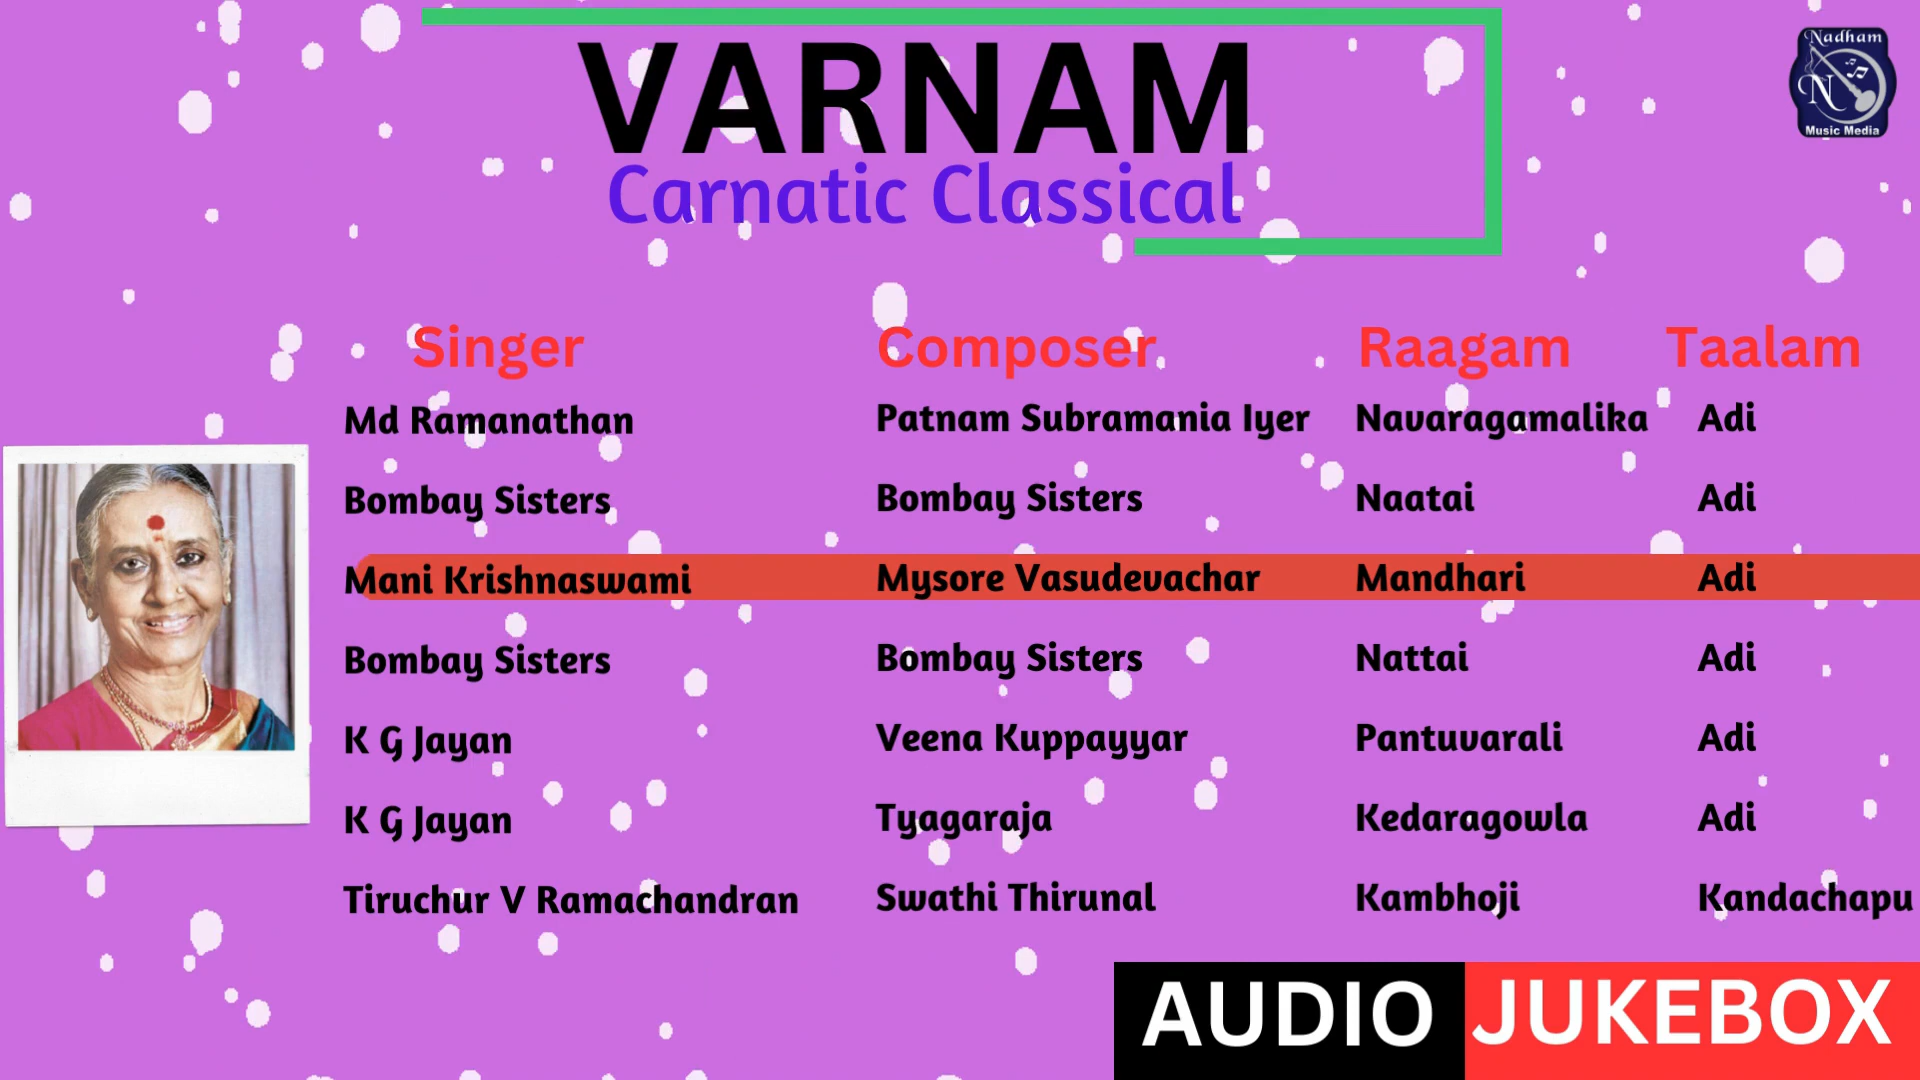 VARNAM
Carnatic Classical
Nadham
N
Music Media
Singer Composer Raagam Taalam
Md Ramanathan Patnam Subramania Iyer Navaragamalika Adi
Bombay Sisters Bombay Sisters Naatai Adi
Mani Krishnaswami Mysore Vasudevachar Mandhari Adi
Bombay Sisters Bombay Sisters Nattai Adi
K G Jayan Veena Kuppayyar Pantuvarali Adi
K G Jayan Tyagaraja Kedaragowla Adi
Tiruchur V Ramachandran Swathi Thirunal Kambhoji Kandachapu
AUDIO JUKEBOX